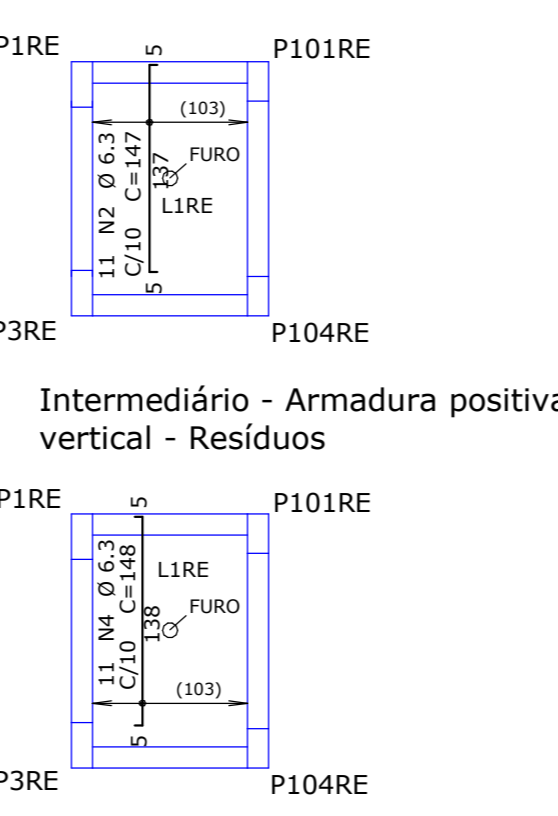 P1RE
5
P101RE
(103)
11 N2 Ø 6.3
C/10 C=147
137
FURO
L1RE
5
P3RE
P104RE
Intermediário - Armadura positiva
vertical - Resíduos
P1RE
5
P101RE
11 N4 Ø 6.3
C/10 C=148
138
L1RE
FURO
(103)
5
P3RE
P104RE